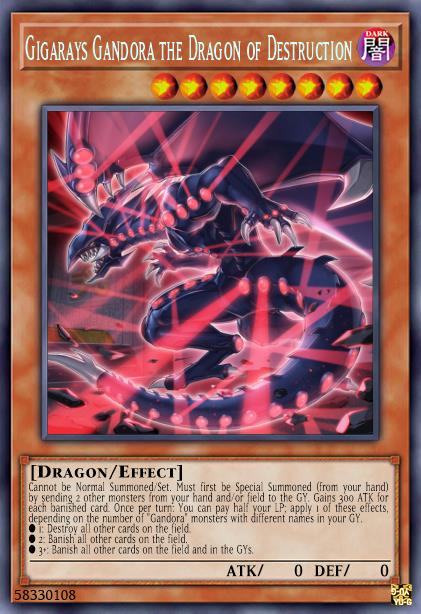 Gigarays Gandora the Dragon of Destruction
DARK
闇
[Dragon/Effect]
Cannot be Normal Summoned/Set. Must first be Special Summoned (from your hand)
by sending 2 other monsters from your hand and/or field to the GY. Gains 300 ATK for
each banished card. Once per turn: You can pay half your LP; apply 1 of these effects,
depending on the number of "Gandora" monsters with different names in your GY.
● 1: Destroy all other cards on the field.
● 2: Banish all other cards on the field.
● 3+: Banish all other cards on the field and in the GYs.
ATK/ 0 DEF/ 0
58330108